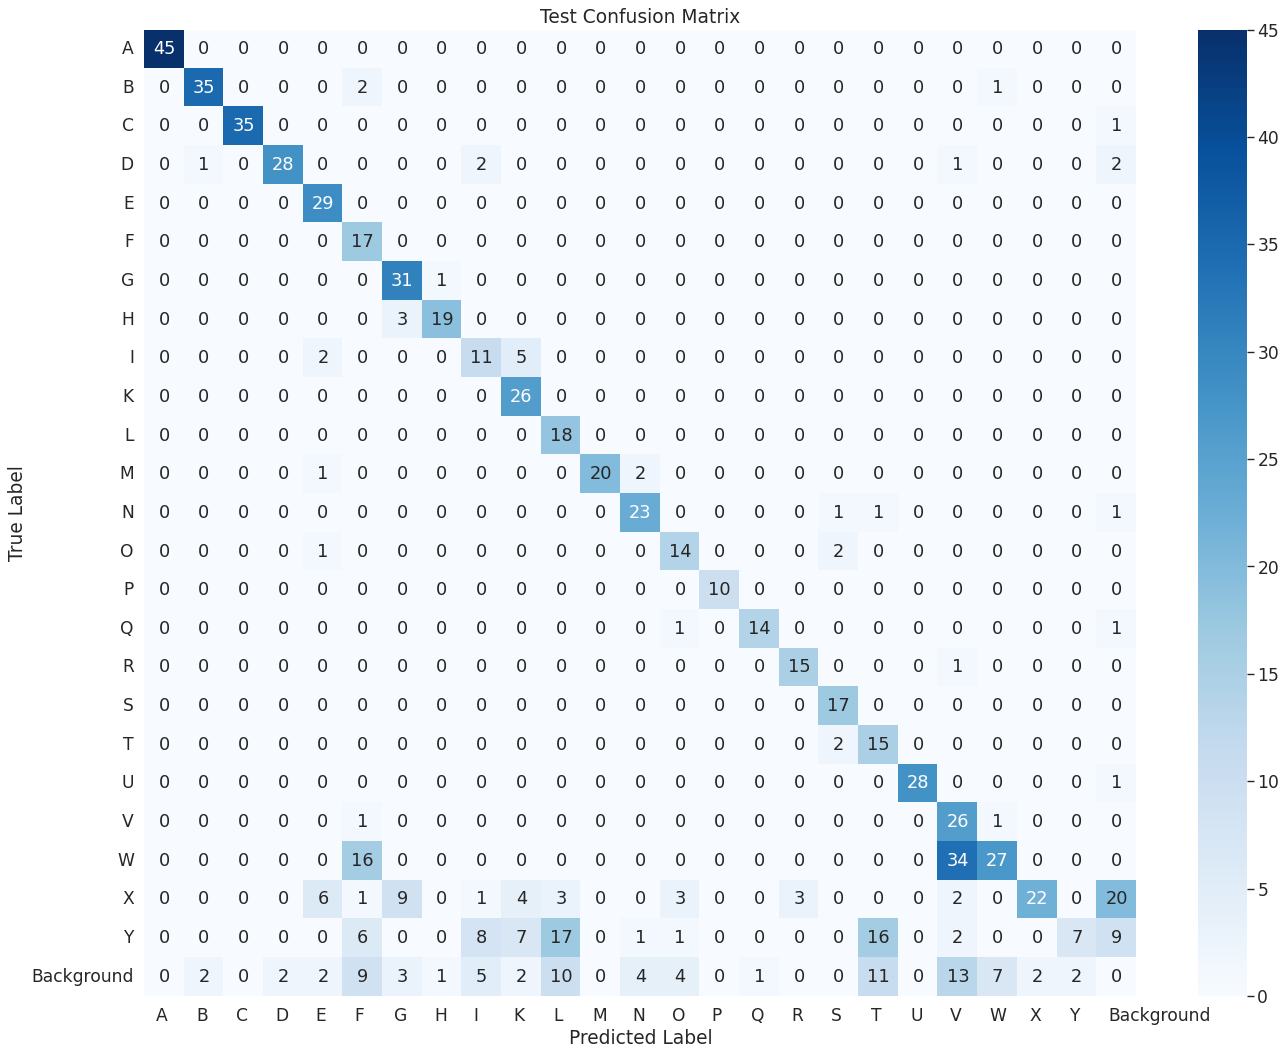 Test Confusion Matrix
A 45 0 0 0 0 0 0 0 0 0 0 0 0 0 0 0 0 0 0 0 0 0 0 0 0
B 0 35 0 0 0 2 0 0 0 0 0 0 0 0 0 0 0 0 0 0 0 1 0 0 0
C 0 0 35 0 0 0 0 0 0 0 0 0 0 0 0 0 0 0 0 0 0 0 0 0 1
D 0 1 0 28 0 0 0 0 2 0 0 0 0 0 0 0 0 0 0 0 1 0 0 0 2
E 0 0 0 0 29 0 0 0 0 0 0 0 0 0 0 0 0 0 0 0 0 0 0 0 0
F 0 0 0 0 0 17 0 0 0 0 0 0 0 0 0 0 0 0 0 0 0 0 0 0 0
G 0 0 0 0 0 0 31 1 0 0 0 0 0 0 0 0 0 0 0 0 0 0 0 0 0
H 0 0 0 0 0 0 3 19 0 0 0 0 0 0 0 0 0 0 0 0 0 0 0 0 0
I 0 0 0 0 2 0 0 0 11 5 0 0 0 0 0 0 0 0 0 0 0 0 0 0 0
K 0 0 0 0 0 0 0 0 0 26 0 0 0 0 0 0 0 0 0 0 0 0 0 0 0
L 0 0 0 0 0 0 0 0 0 0 18 0 0 0 0 0 0 0 0 0 0 0 0 0 0
M 0 0 0 0 1 0 0 0 0 0 0 20 2 0 0 0 0 0 0 0 0 0 0 0 0
N 0 0 0 0 0 0 0 0 0 0 0 0 23 0 0 0 0 1 1 0 0 0 0 0 1
O 0 0 0 0 1 0 0 0 0 0 0 0 0 14 0 0 0 2 0 0 0 0 0 0 0
P 0 0 0 0 0 0 0 0 0 0 0 0 0 0 10 0 0 0 0 0 0 0 0 0 0
Q 0 0 0 0 0 0 0 0 0 0 0 0 0 1 0 14 0 0 0 0 0 0 0 0 1
R 0 0 0 0 0 0 0 0 0 0 0 0 0 0 0 0 15 0 0 0 1 0 0 0 0
S 0 0 0 0 0 0 0 0 0 0 0 0 0 0 0 0 0 17 0 0 0 0 0 0 0
T 0 0 0 0 0 0 0 0 0 0 0 0 0 0 0 0 0 2 15 0 0 0 0 0 0
U 0 0 0 0 0 0 0 0 0 0 0 0 0 0 0 0 0 0 0 28 0 0 0 0 1
V 0 0 0 0 0 1 0 0 0 0 0 0 0 0 0 0 0 0 0 0 26 1 0 0 0
W 0 0 0 0 0 16 0 0 0 0 0 0 0 0 0 0 0 0 0 0 34 27 0 0 0
X 0 0 0 0 6 1 9 0 1 4 3 0 0 3 0 0 3 0 0 0 2 0 22 0 20
Y 0 0 0 0 0 6 0 0 8 7 17 0 1 1 0 0 0 0 16 0 2 0 0 7 9
Background 0 2 0 2 2 9 3 1 5 2 10 0 4 4 0 1 0 0 11 0 13 7 2 2 0
A B C D E F G H I K L M N O P Q R S T U V W X Y Background
Predicted Label
True Label
45
40
35
30
25
20
15
10
5
0